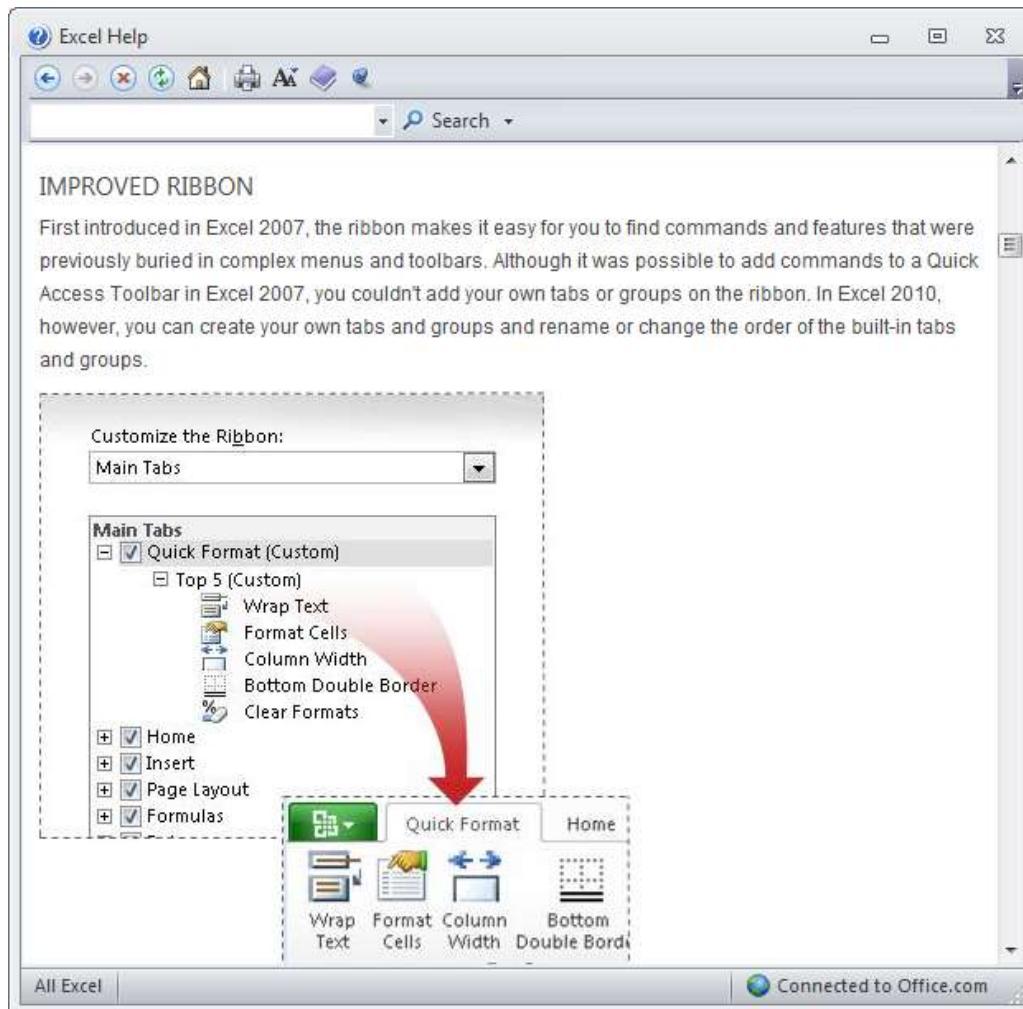 Excel Help
Search
IMPROVED RIBBON
First introduced in Excel 2007, the ribbon makes it easy for you to find commands and features that were
previously buried in complex menus and toolbars. Although it was possible to add commands to a Quick
Access Toolbar in Excel 2007, you couldn't add your own tabs or groups on the ribbon. In Excel 2010,
however, you can create your own tabs and groups and rename or change the order of the built-in tabs
and groups.
Customize the Ribbon:
Main Tabs
Main Tabs
Quick Format (Custom)
Top 5 (Custom)
Wrap Text
Format Cells
Column Width
Bottom Double Border
Clear Formats
Home
Insert
Page Layout
Formulas
Quick Format Home
Wrap Format Column Bottom
Text Cells Width Double
All Excel Connected to Office.com